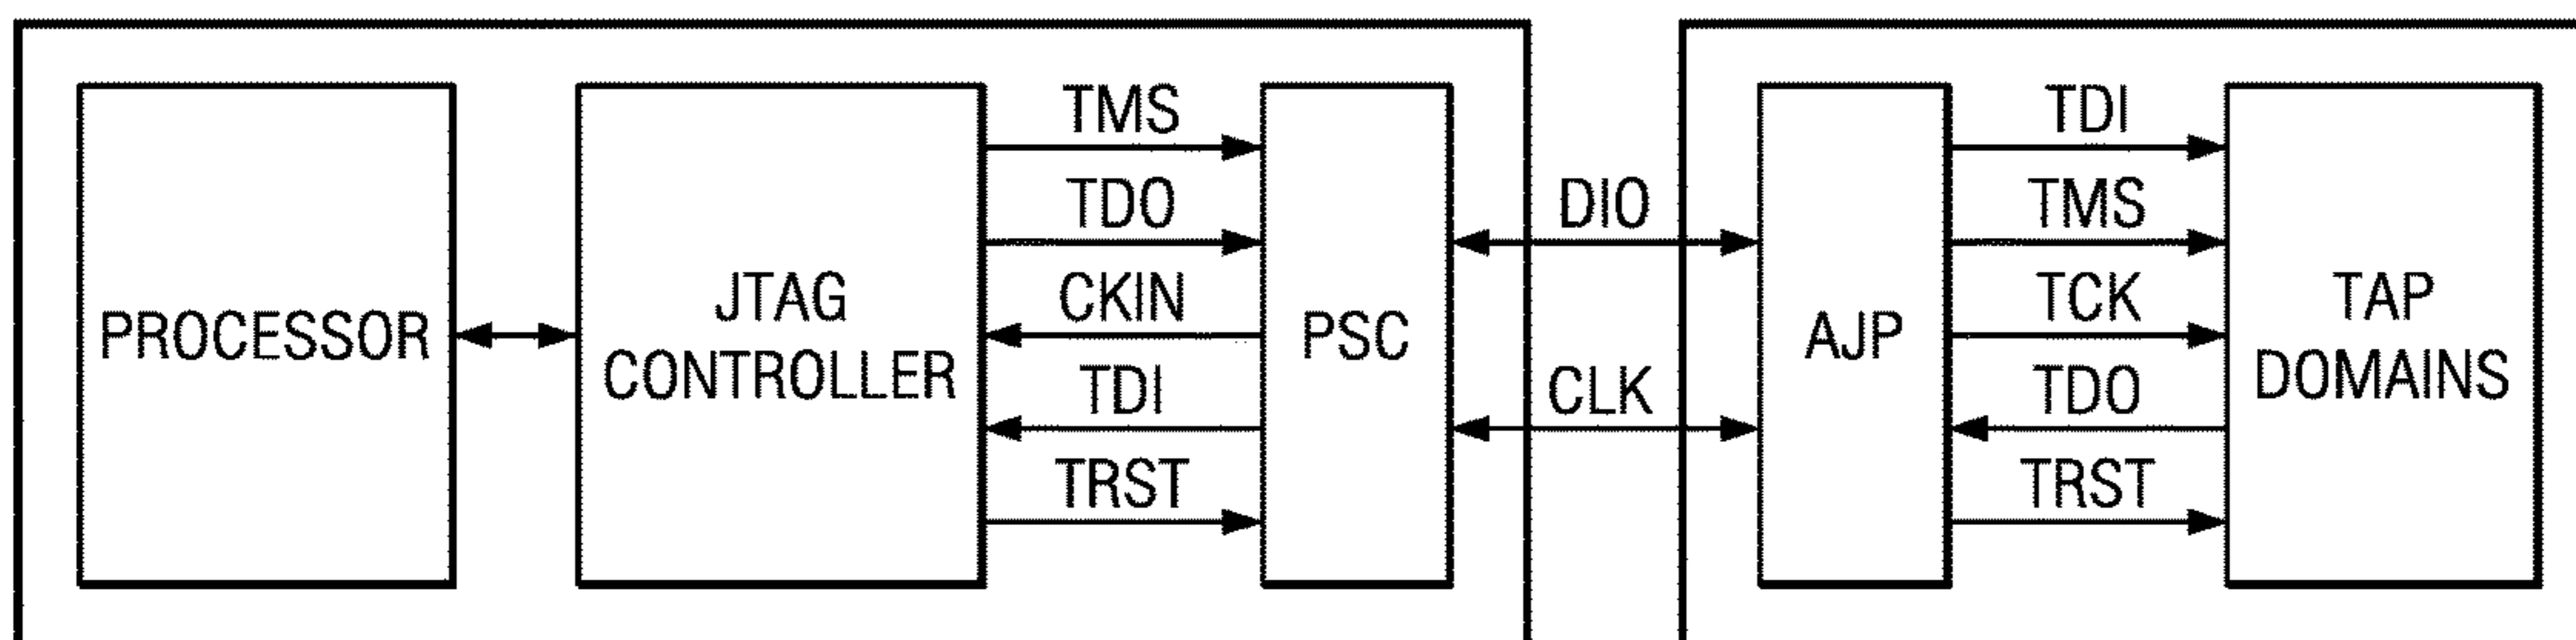 PROCESSOR
JTAG
CONTROLLER
TMS
TDO
CKIN
TDI
TRST
PSC
DIO
CLK
AJP
TDI
TMS
TCK
TDO
TRST
TAP
DOMAINS